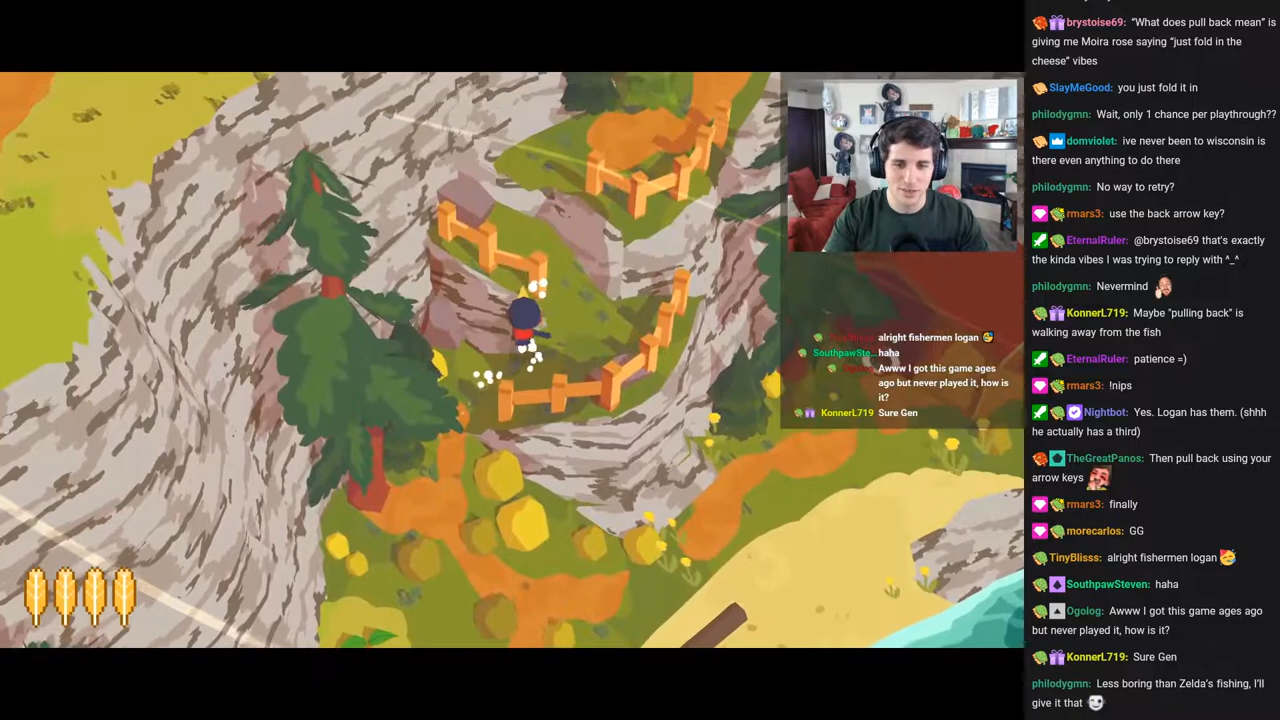 brystoise69: “What does pull back mean” is
giving me Moira rose saying “just fold in the
cheese” vibes
SlayMeGood: you just fold it in
philodygmn: Wait, only 1 chance per playthrough??
domviolet: ive never been to wisconsin is
there even anything to do there
philodygmn: No way to retry?
rmars3: use the back arrow key?
EternalRuler: @brystoise69 that's exactly
the kinda vibes I was trying to reply with ^_^
philodygmn: Nevermind
KonnerL719: Maybe "pulling back" is
walking away from the fish
EternalRuler: patience =)
rmars3: !nips
Nightbot: Yes. Logan has them. (shhh
he actually has a third)
TheGreatPanos: Then pull back using your
arrow keys
rmars3: finally
morecarlos: GG
TinyBlisss: alright fishermen logan
SouthpawSteven: haha
Ogolog: Awww I got this game ages ago
but never played it, how is it?
KonnerL719: Sure Gen
philodygmn: Less boring than Zelda's fishing, I'll
give it that
alright fishermen logan
SouthpawSte... haha
Awww I got this game ages
ago but never played it, how is
it?
KonnerL719 Sure Gen